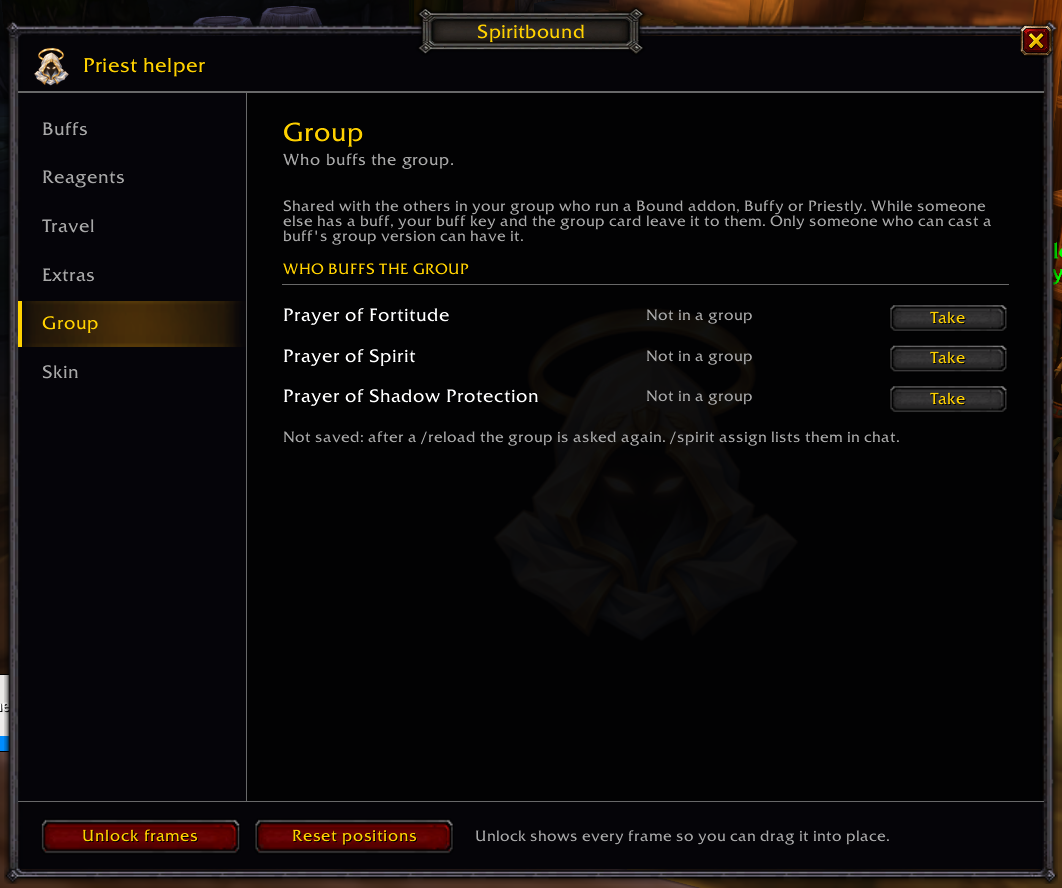 Spiritbound
Priest helper
Buffs
Reagents
Travel
Extras
Group
Skin
Group
Who buffs the group.
Shared with the others in your group who run a Bound addon, Buffy or Priestly. While someone
else has a buff, your buff key and the group card leave it to them. Only someone who can cast a
buff's group version can have it.
WHO BUFFS THE GROUP
Prayer of Fortitude Not in a group Take
Prayer of Spirit Not in a group Take
Prayer of Shadow Protection Not in a group Take
Not saved: after a /reload the group is asked again. /spirit assign lists them in chat.
Unlock frames Reset positions Unlock shows every frame so you can drag it into place.